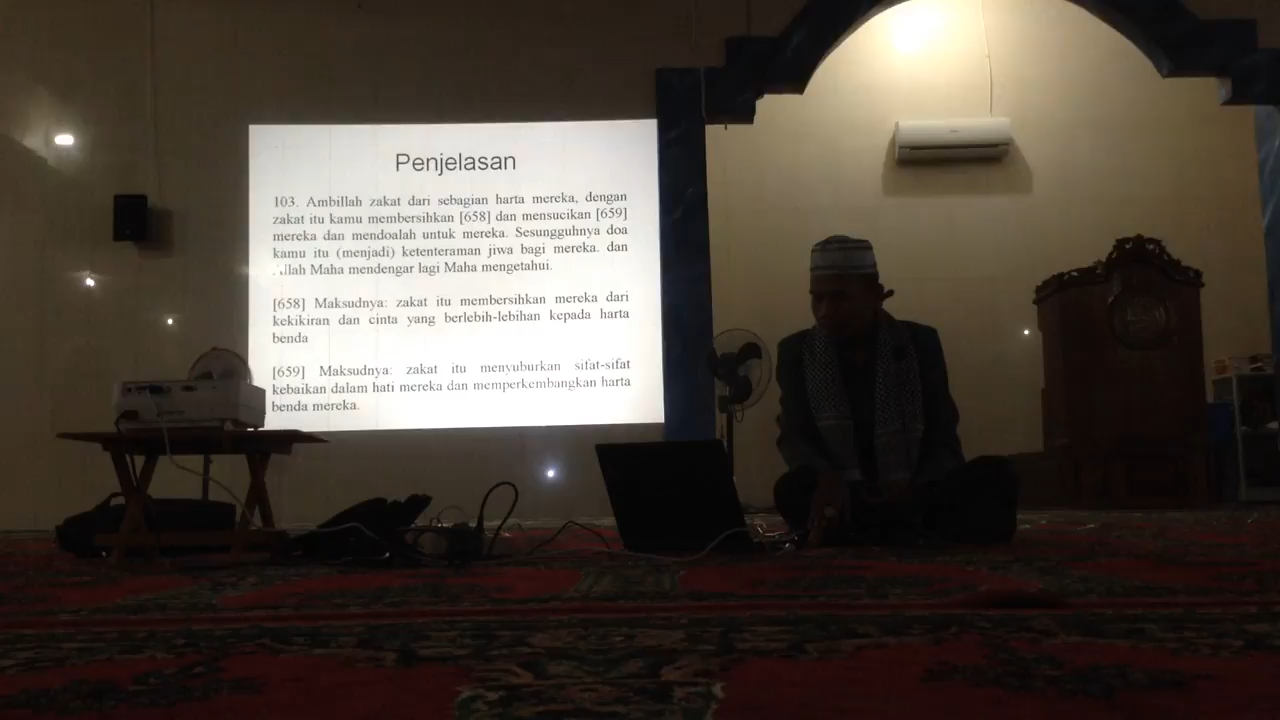 Penjelasan
103. Ambillah zakat dari sebagian harta mereka, dengan
zakat itu kamu membersihkan [658] dan mensucikan [659]
mereka dan mendoalah untuk mereka. Sesungguhnya doa
kamu itu (menjadi) ketenteraman jiwa bagi mereka. dan
Allah Maha mendengar lagi Maha mengetahui.
[658] Maksudnya: zakat itu membersihkan mereka dari
kekikiran dan cinta yang berlebih-lebihan kepada harta
benda
[659] Maksudnya: zakat itu menyuburkan sifat-sifat
kebaikan dalam hati mereka dan memperkembangkan harta
benda mereka.